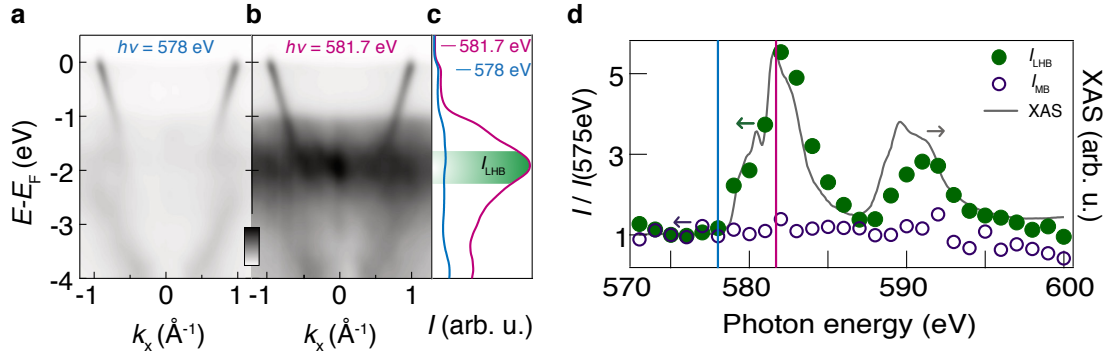 a
b
c
d
hν = 578 eV
hν = 581.7 eV
581.7 eV
578 eV
0
-1
-2
-3
-4
E-E_F (eV)
I_LHB
-1
0
1
-1
0
1
k_x (Å⁻¹)
k_x (Å⁻¹)
I (arb. u.)
I / I(575eV)
5
3
1
I_LHB
I_MB
XAS
XAS (arb. u.)
570
580
590
600
Photon energy (eV)